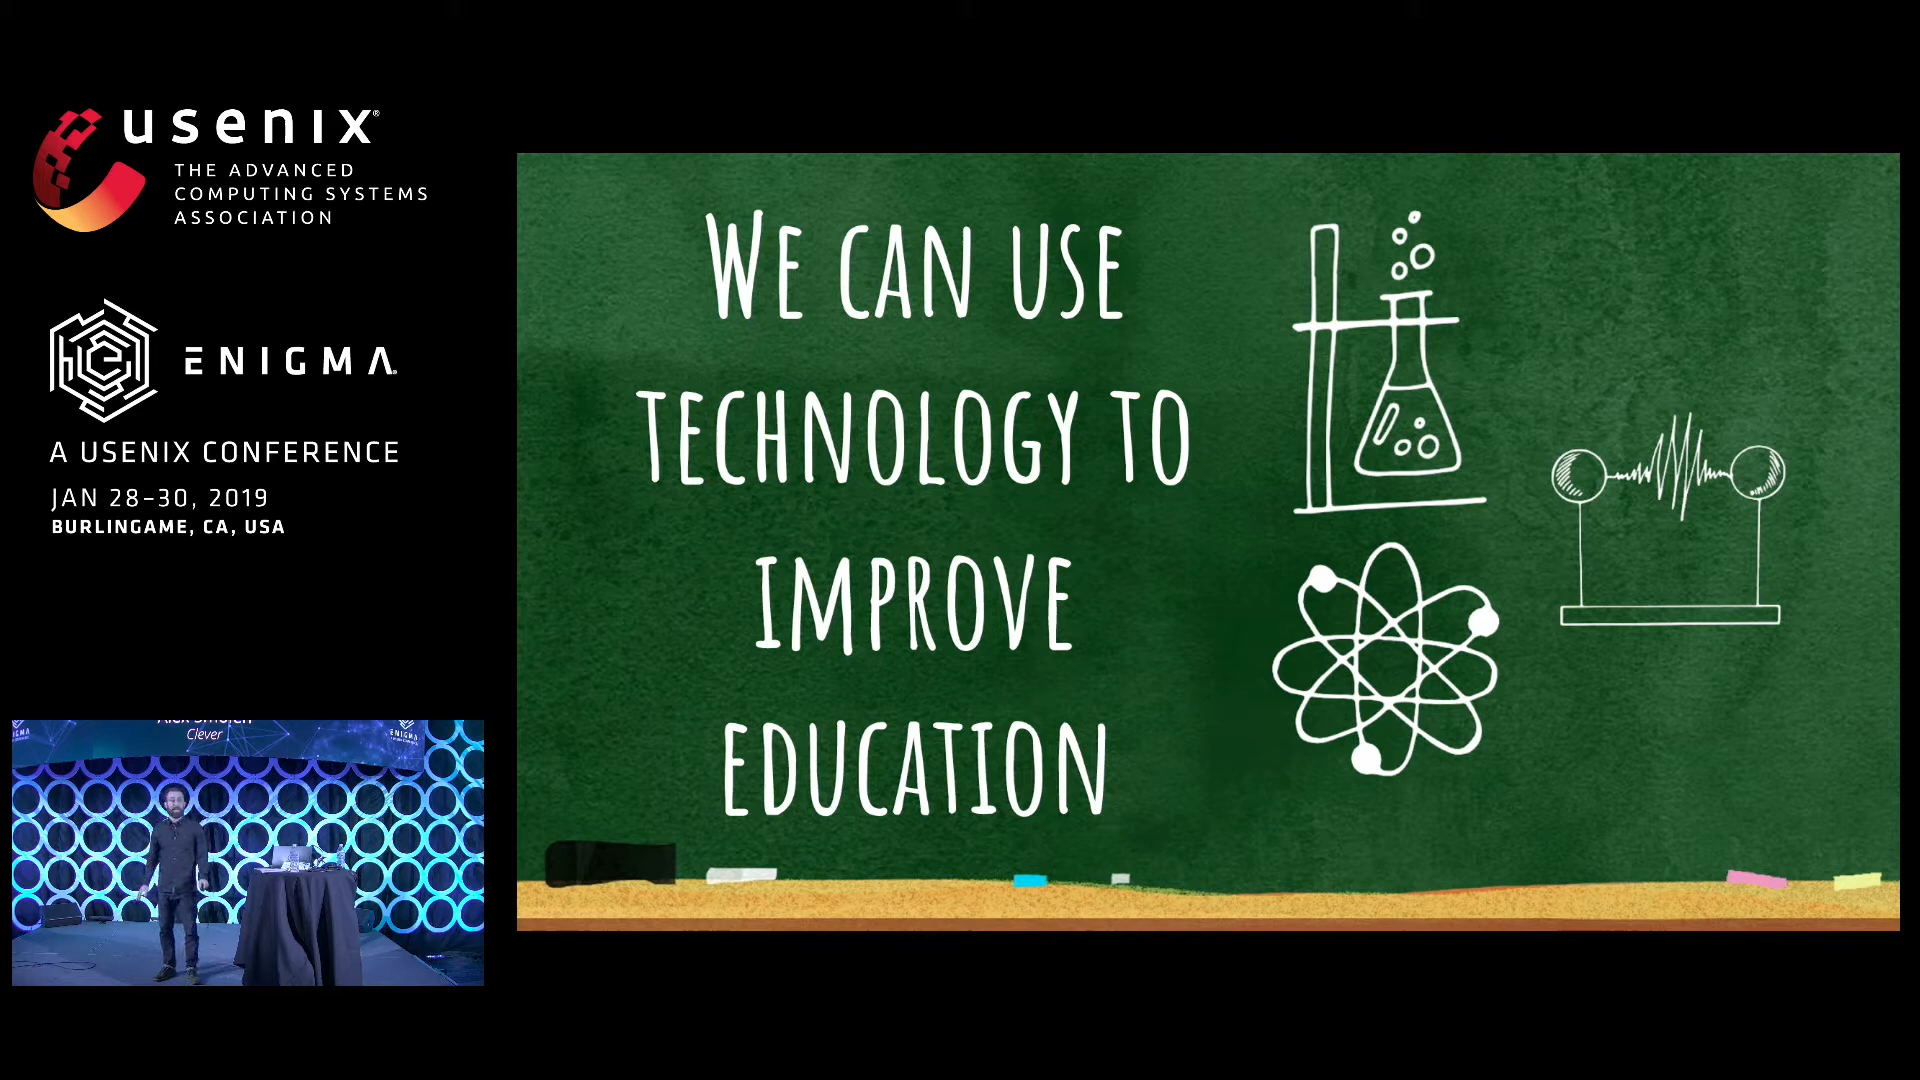 usenix®
THE ADVANCED
COMPUTING SYSTEMS
ASSOCIATION
ENIGMA®
A USENIX CONFERENCE
JAN 28–30, 2019
BURLINGAME, CA, USA
Clever
ENIGMA
WE CAN USE
TECHNOLOGY TO
IMPROVE
EDUCATION